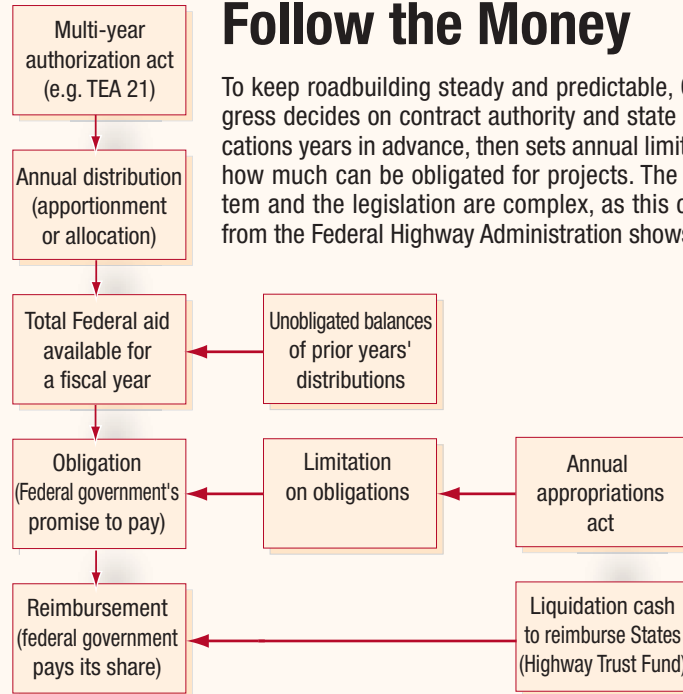 Follow the Money
To keep roadbuilding steady and predictable,
gress decides on contract authority and state
cations years in advance, then sets annual limit
how much can be obligated for projects. The
tem and the legislation are complex, as this
from the Federal Highway Administration shows
Multi-year
authorization act
(e.g. TEA 21)
Annual distribution
(apportionment
or allocation)
Total Federal aid
available for
a fiscal year
Unobligated balances
of prior years'
distributions
Obligation
(Federal government's
promise to pay)
Limitation
on obligations
Annual
appropriations
act
Reimbursement
(federal government
pays its share)
Liquidation cash
to reimburse States
(Highway Trust Fund)